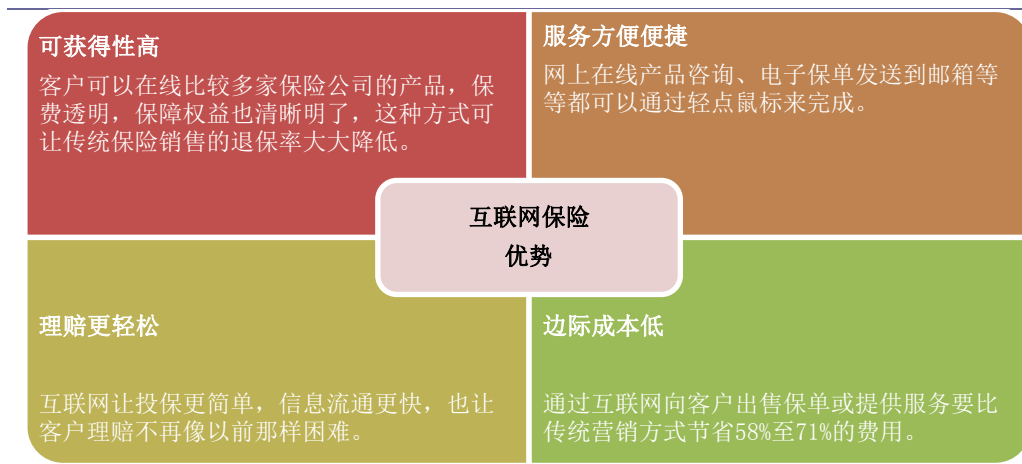 可获得性高
客户可以在线比较多家保险公司的产品，保
费透明，保障权益也清晰明了，这种方式可
让传统保险销售的退保率大大降低。
服务方便便捷
网上在线产品咨询、电子保单发送到邮箱等
等都可以通过轻点鼠标来完成。
互联网保险
优势
理赔更轻松
互联网让投保更简单，信息流通更快，也让
客户理赔不再像以前那样困难。
边际成本低
通过互联网向客户出售保单或提供服务要比
传统营销方式节省58%至71%的费用。